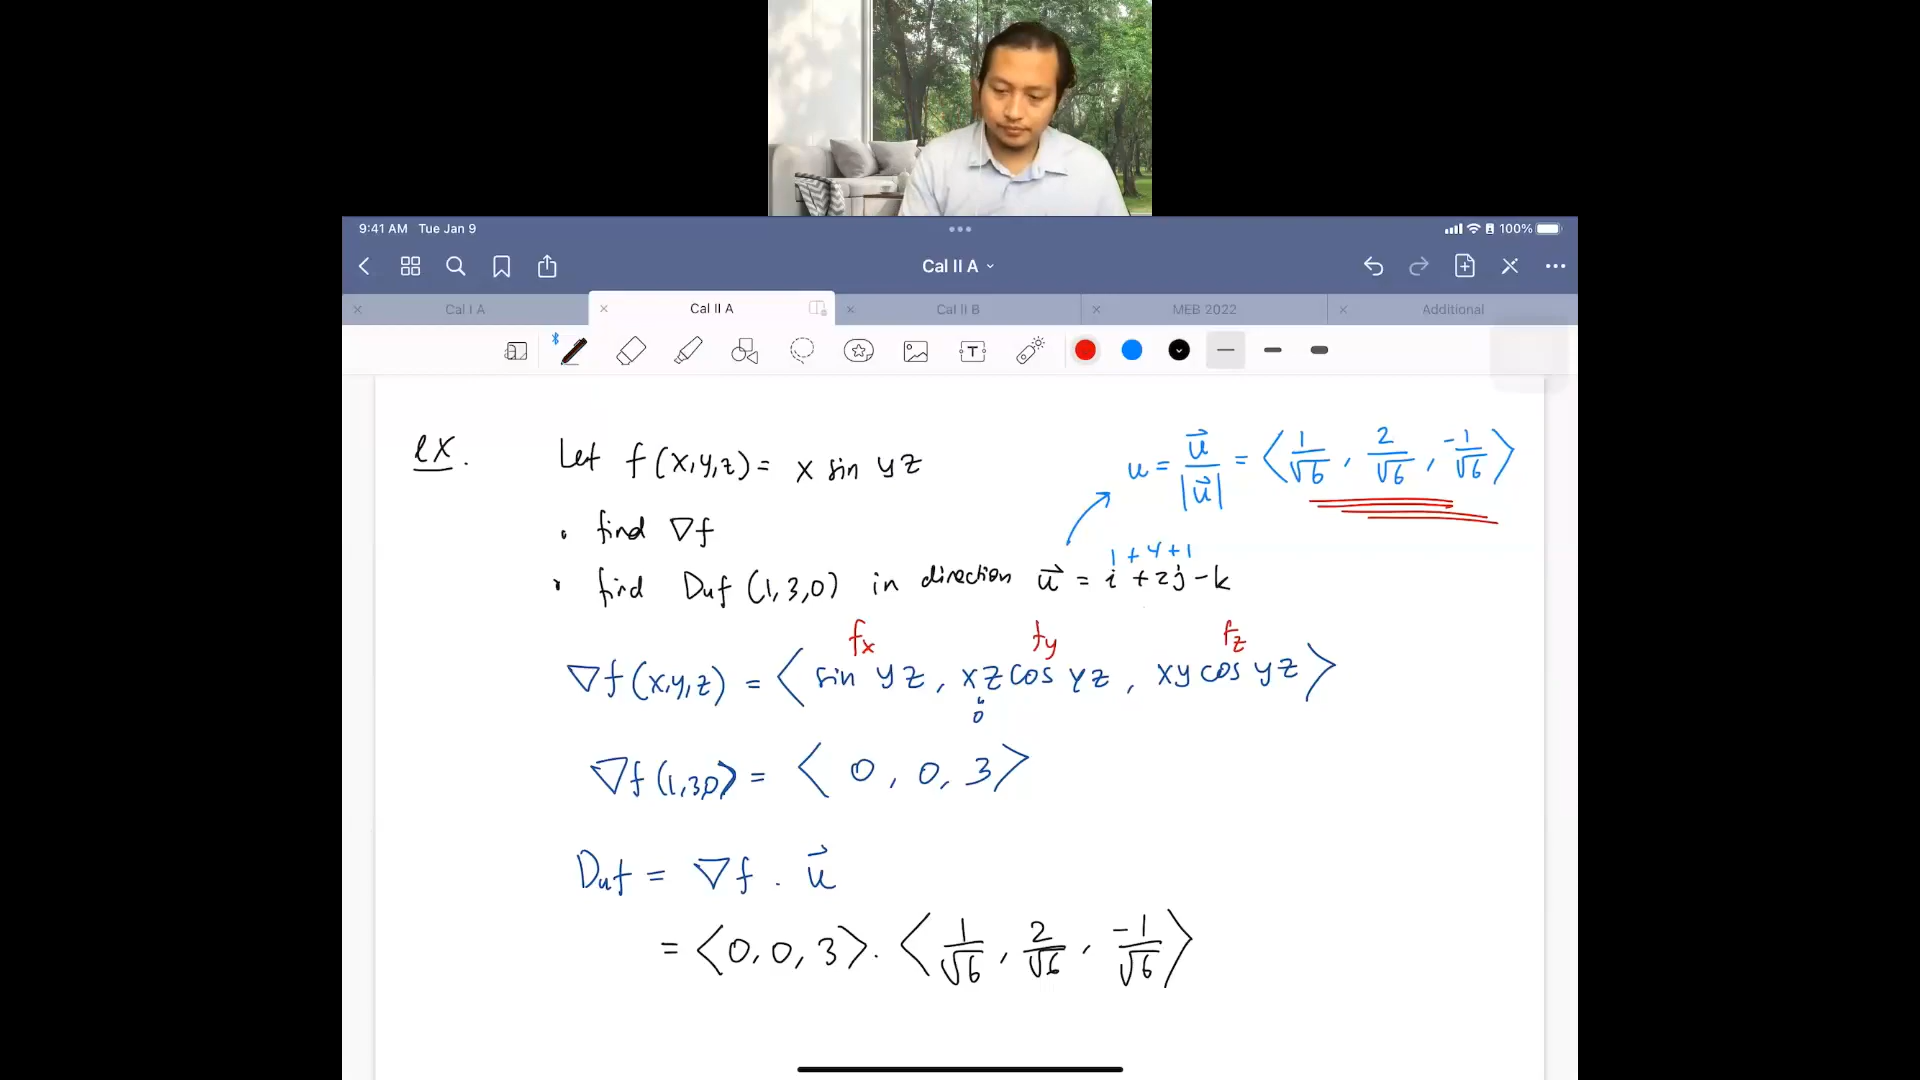 9:41 AM Tue Jan 9
100%
Cal II A
Cal I A
Cal II A
Cal II B
MEB 2022
Additional
T
ex.
Let f(x,y,z) = x sin yz
u = u⃗/|u⃗| = ⟨1/√6, 2/√6, -1/√6⟩
• find ∇f
1 + 4 + 1
• find Duf (1,3,0) in direction u⃗ = i + 2j - k
fx fy fz
∇f(x,y,z) = ⟨sin yz, xz cos yz, xy cos yz⟩
0
∇f(1,3,0) = ⟨0, 0, 3⟩
Duf = ∇f · u⃗
= ⟨0, 0, 3⟩ · ⟨1/√6, 2/√6, -1/√6⟩